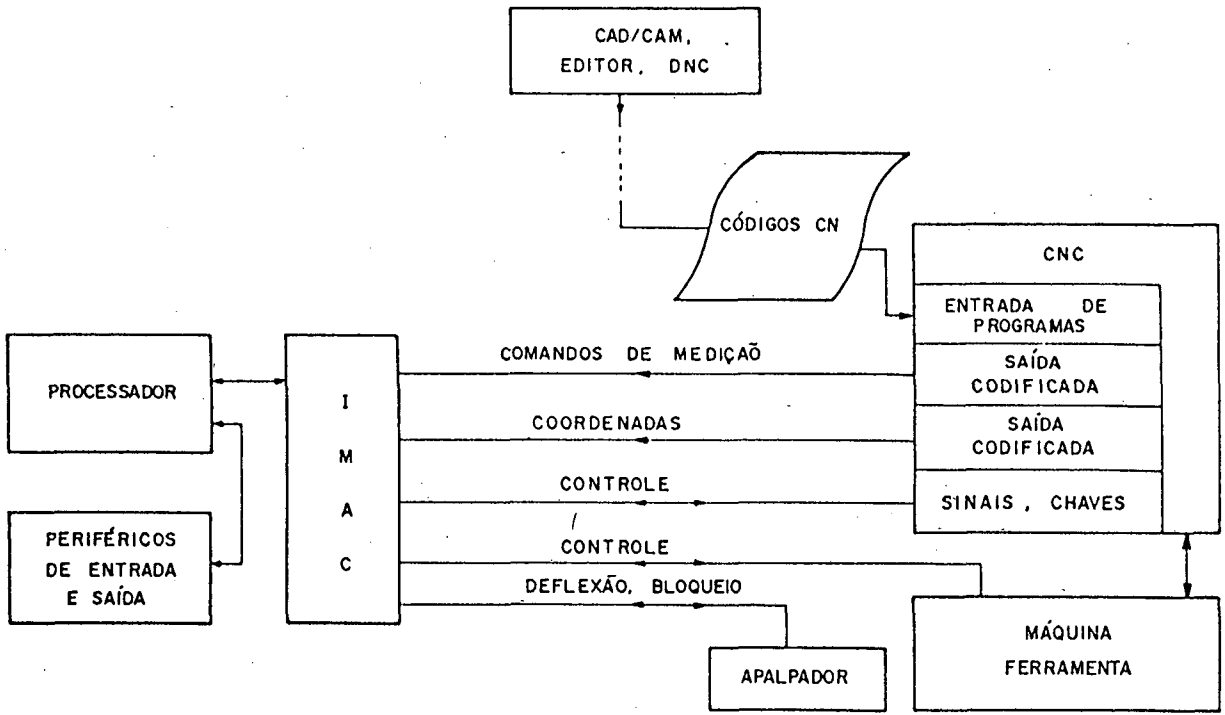 CAD/CAM,
EDITOR, DNC
CÓDIGOS CN
CNC
ENTRADA DE
PROGRAMAS
SAÍDA
CODIFICADA
SAÍDA
CODIFICADA
SINAIS, CHAVES
PROCESSADOR
PERIFÉRICOS
DE ENTRADA
E SAÍDA
I
M
A
C
COMANDOS DE MEDIÇÃO
COORDENADAS
CONTROLE
CONTROLE
DEFLEXÃO, BLOQUEIO
APALPADOR
MÁQUINA
FERRAMENTA